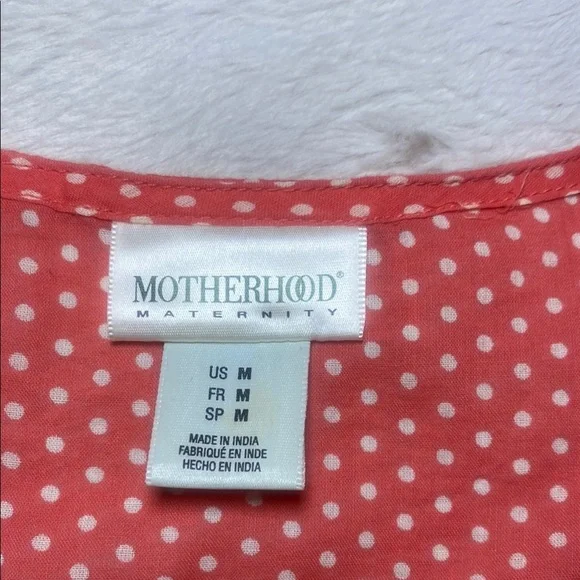 MOTHERHOOD®
MATERNITY
US M
FR M
SP M
MADE IN INDIA
FABRIQUÉ EN INDE
HECHO EN INDIA